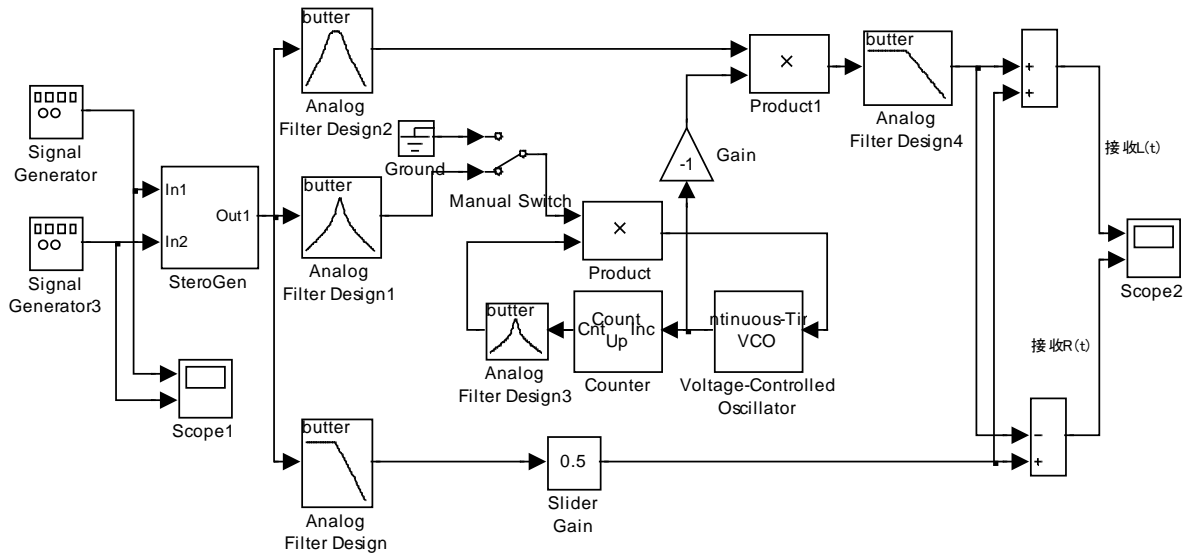 butter
Analog
Filter Design2
Signal
Generator
In1
In2
Out1
SteroGen
Signal
Generator3
Scope1
Ground
Manual Switch
butter
Analog
Filter Design1
×
Product1
butter
Analog
Filter Design4
+
+
-1
Gain
接收L(t)
×
Product
butter
Analog
Filter Design3
Count
Up
Cnt
Inc
Counter
ntinuous-Tir
VCO
Voltage-Controlled
Oscillator
Scope2
接收R(t)
−
+
butter
Analog
Filter Design
0.5
Slider
Gain